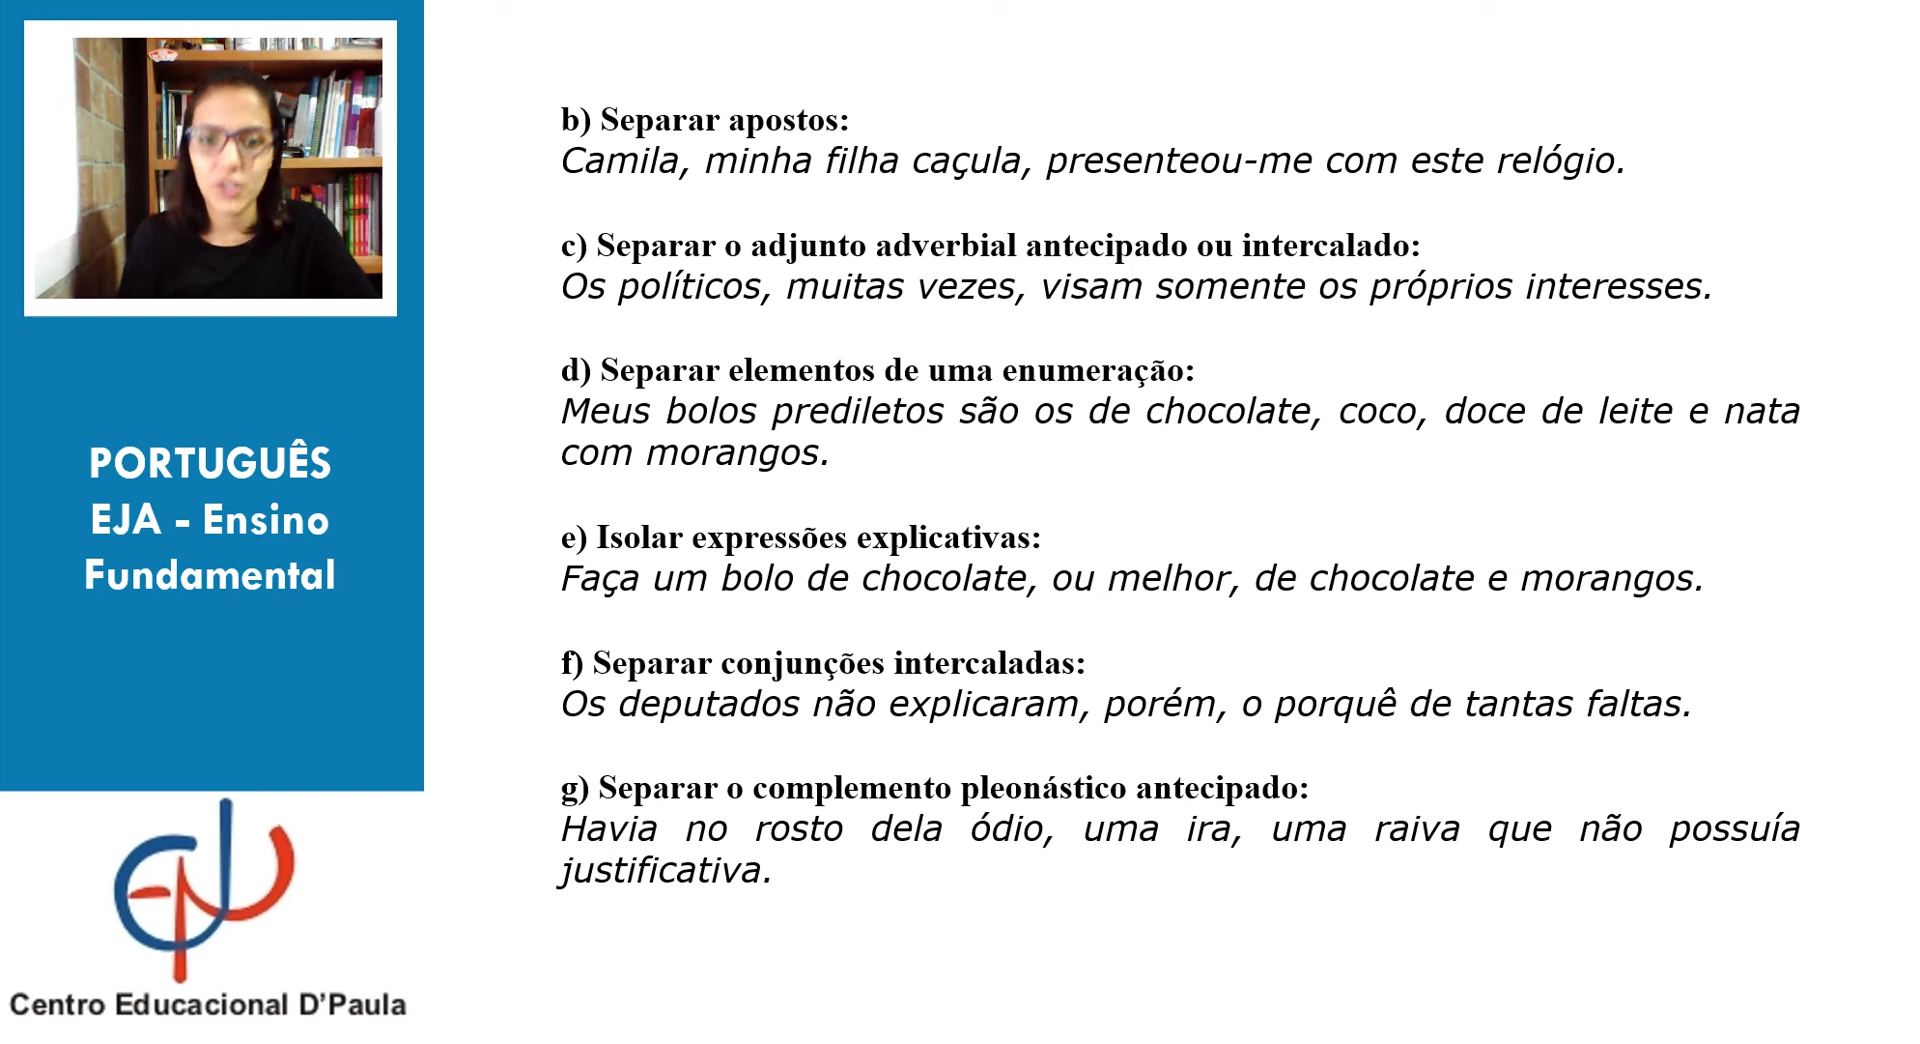 PORTUGUÊS
EJA - Ensino
Fundamental
Centro Educacional D'Paula
b) Separar apostos:
Camila, minha filha caçula, presenteou-me com este relógio.
c) Separar o adjunto adverbial antecipado ou intercalado:
Os políticos, muitas vezes, visam somente os próprios interesses.
d) Separar elementos de uma enumeração:
Meus bolos prediletos são os de chocolate, coco, doce de leite e nata
com morangos.
e) Isolar expressões explicativas:
Faça um bolo de chocolate, ou melhor, de chocolate e morangos.
f) Separar conjunções intercaladas:
Os deputados não explicaram, porém, o porquê de tantas faltas.
g) Separar o complemento pleonástico antecipado:
Havia no rosto dela ódio, uma ira, uma raiva que não possuía
justificativa.